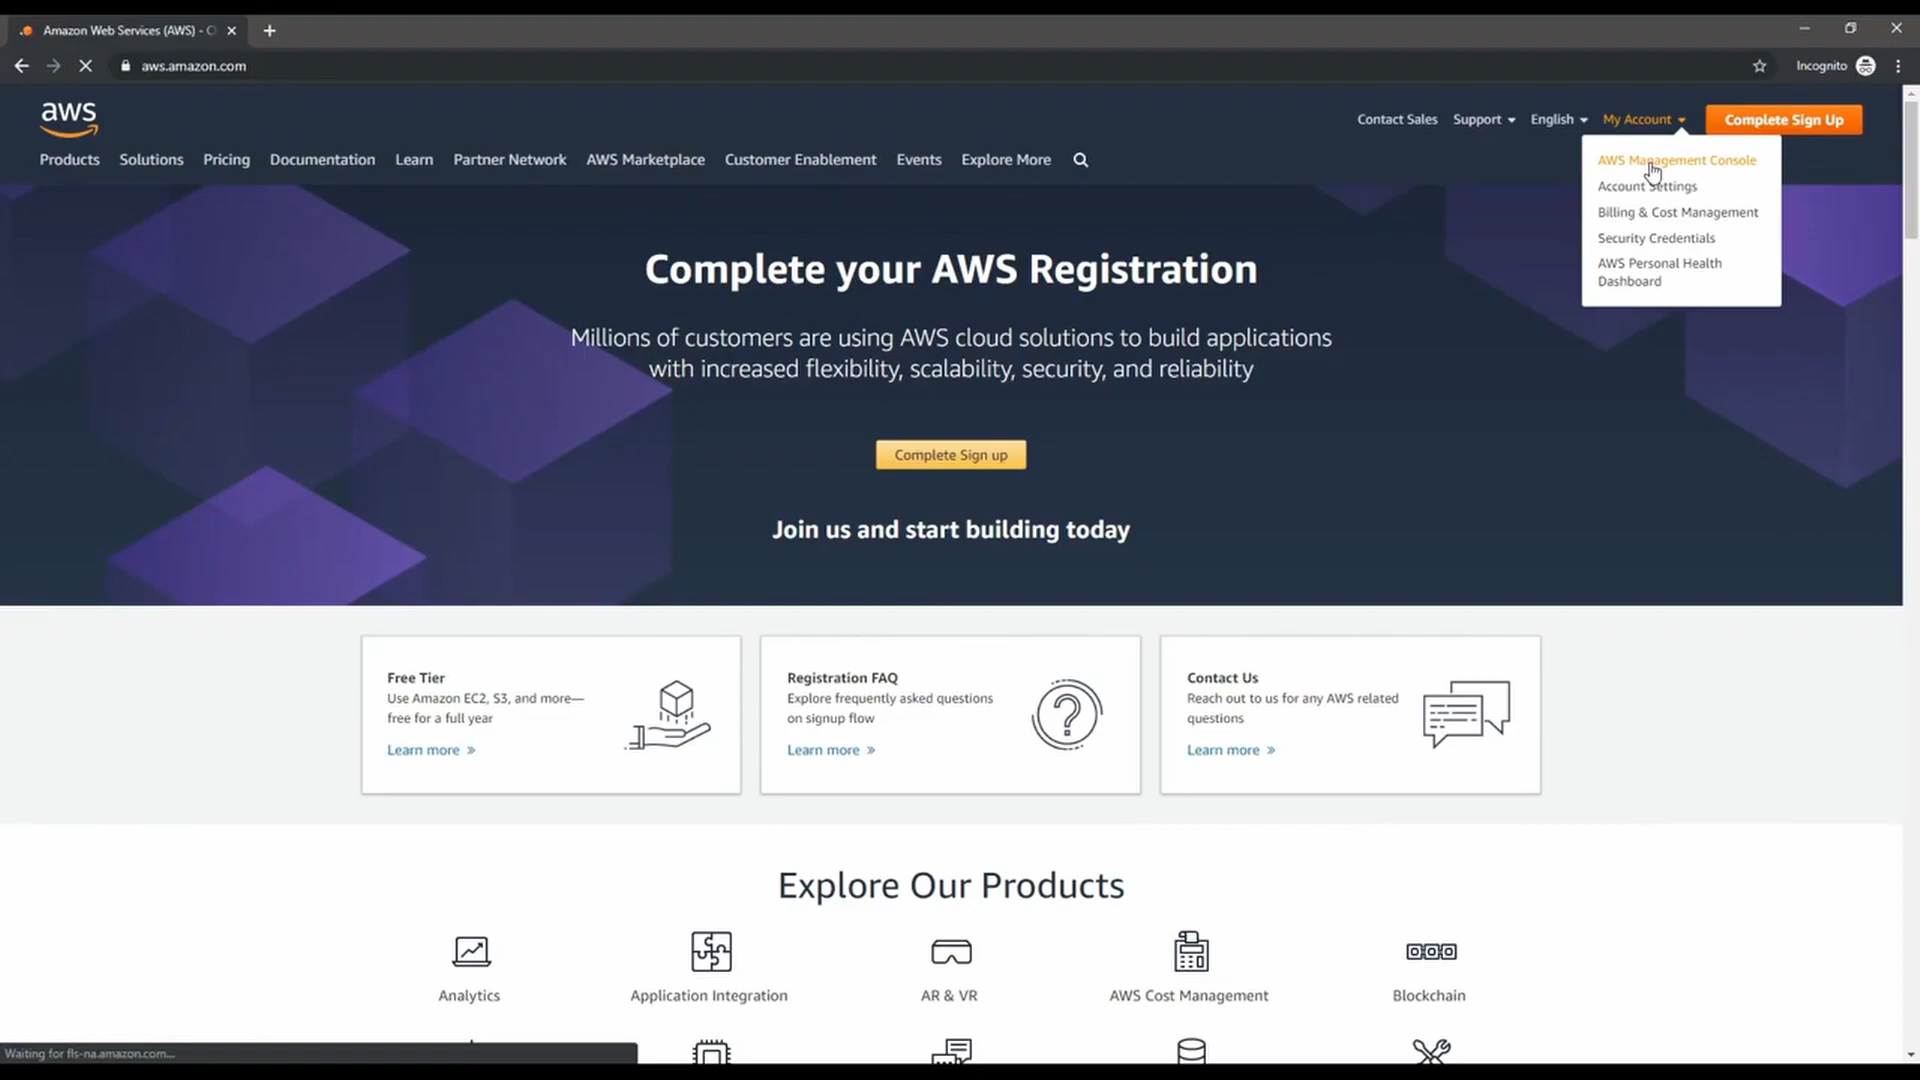 Amazon Web Services (AWS) - C
aws.amazon.com
Incognito
aws
Contact Sales Support English My Account Complete Sign Up
Products Solutions Pricing Documentation Learn Partner Network AWS Marketplace Customer Enablement Events Explore More
AWS Management Console
Account Settings
Billing & Cost Management
Security Credentials
AWS Personal Health
Dashboard
Complete your AWS Registration
Millions of customers are using AWS cloud solutions to build applications
with increased flexibility, scalability, security, and reliability
Complete Sign up
Join us and start building today
Free Tier
Use Amazon EC2, S3, and more—
free for a full year
Learn more »
Registration FAQ
Explore frequently asked questions
on signup flow
Learn more »
Contact Us
Reach out to us for any AWS related
questions
Learn more »
Explore Our Products
Analytics
Application Integration
AR & VR
AWS Cost Management
Blockchain
Waiting for fls-na.amazon.com...